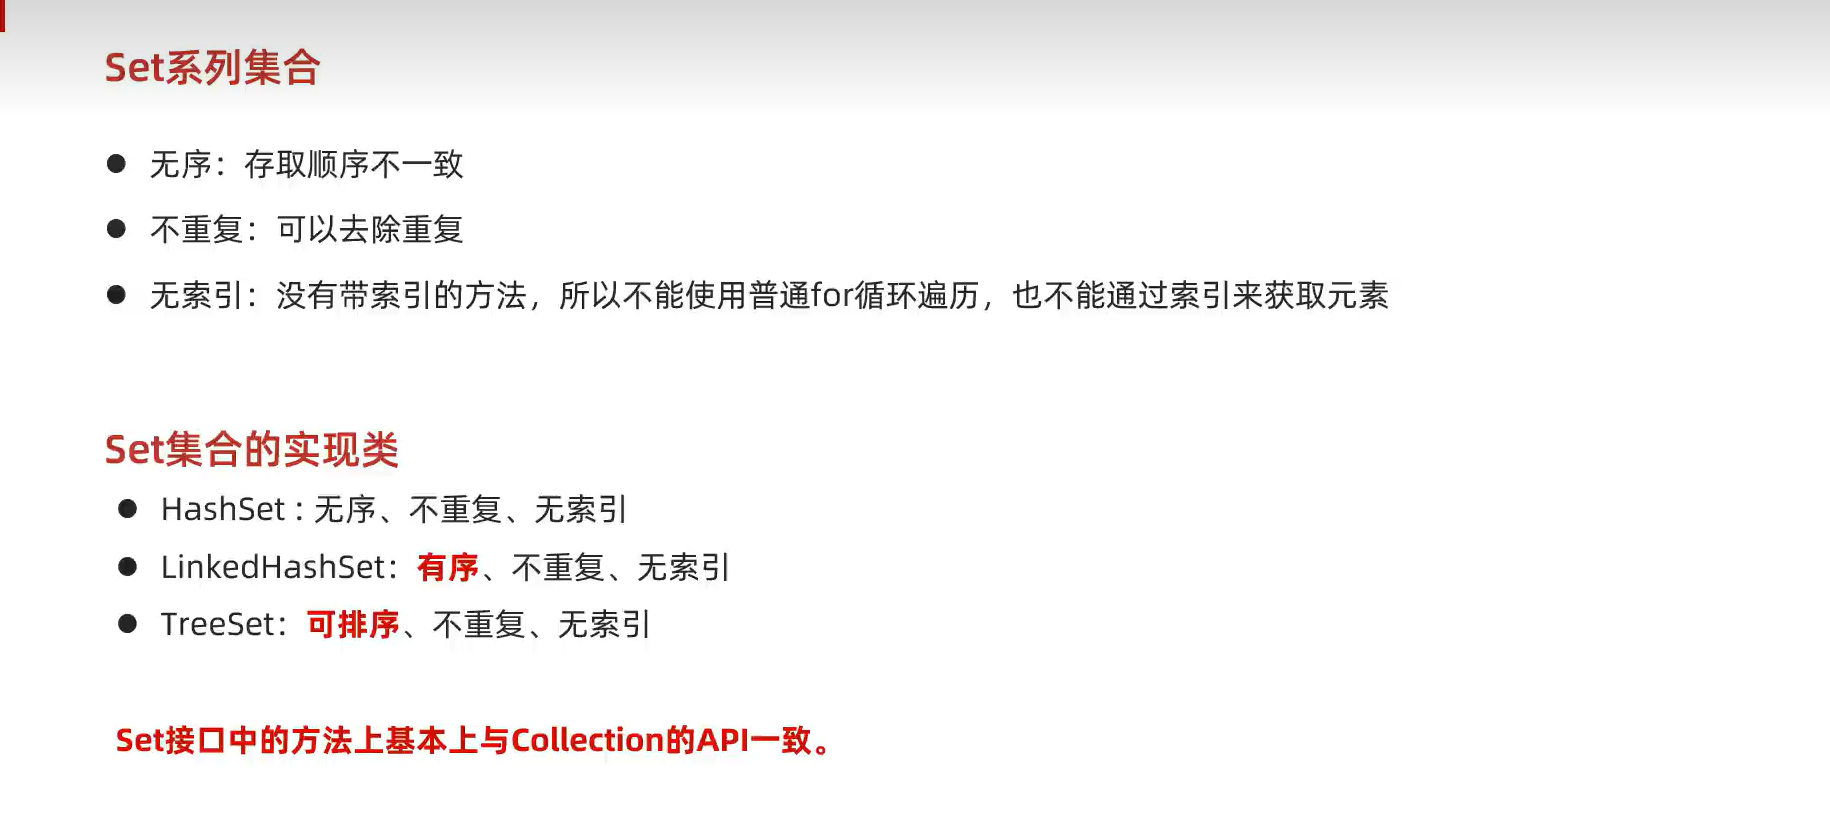 Set系列集合
无序：存取顺序不一致
不重复：可以去除重复
无索引：没有带索引的方法，所以不能使用普通for循环遍历，也不能通过索引来获取元素
Set集合的实现类
HashSet : 无序、不重复、无索引
LinkedHashSet：有序、不重复、无索引
TreeSet：可排序、不重复、无索引
Set接口中的方法上基本上与Collection的API一致。